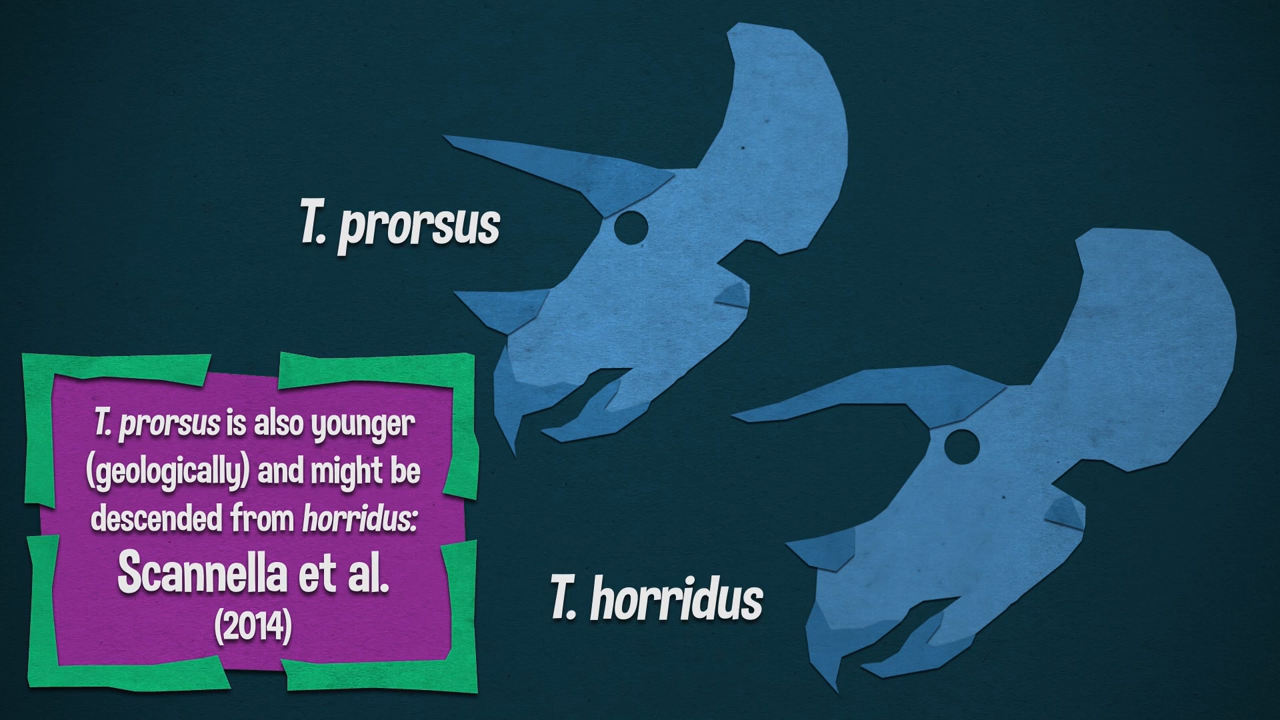 T. prorsus
T. prorsus is also younger
(geologically) and might be
descended from horridus:
Scannella et al.
(2014)
T. horridus